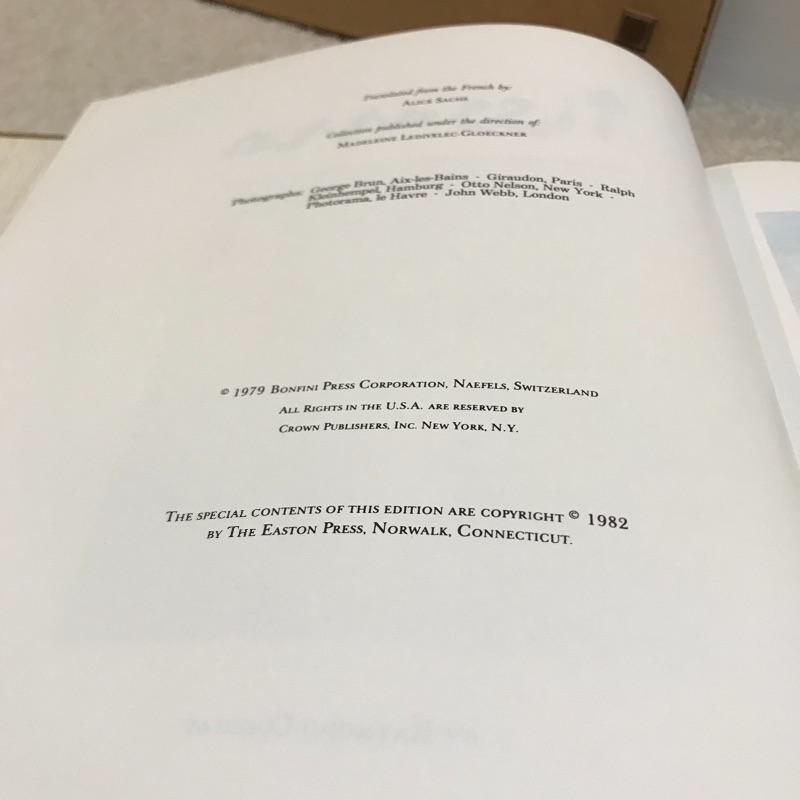 Translated from the French by:
ALICE SACHS
Collection published under the direction of:
MADELEINE LEDIVELEC-GLOECKNER
Photographs: George Brun, Aix-les-Bains - Giraudon, Paris - Ralph
Kleinhempel, Hamburg - Otto Nelson, New York -
Photorama, le Havre - John Webb, London
© 1979 BONFINI PRESS CORPORATION, NAEFELS, SWITZERLAND
ALL RIGHTS IN THE U.S.A. ARE RESERVED BY
CROWN PUBLISHERS, INC. NEW YORK, N.Y.
THE SPECIAL CONTENTS OF THIS EDITION ARE COPYRIGHT © 1982
BY THE EASTON PRESS, NORWALK, CONNECTICUT.